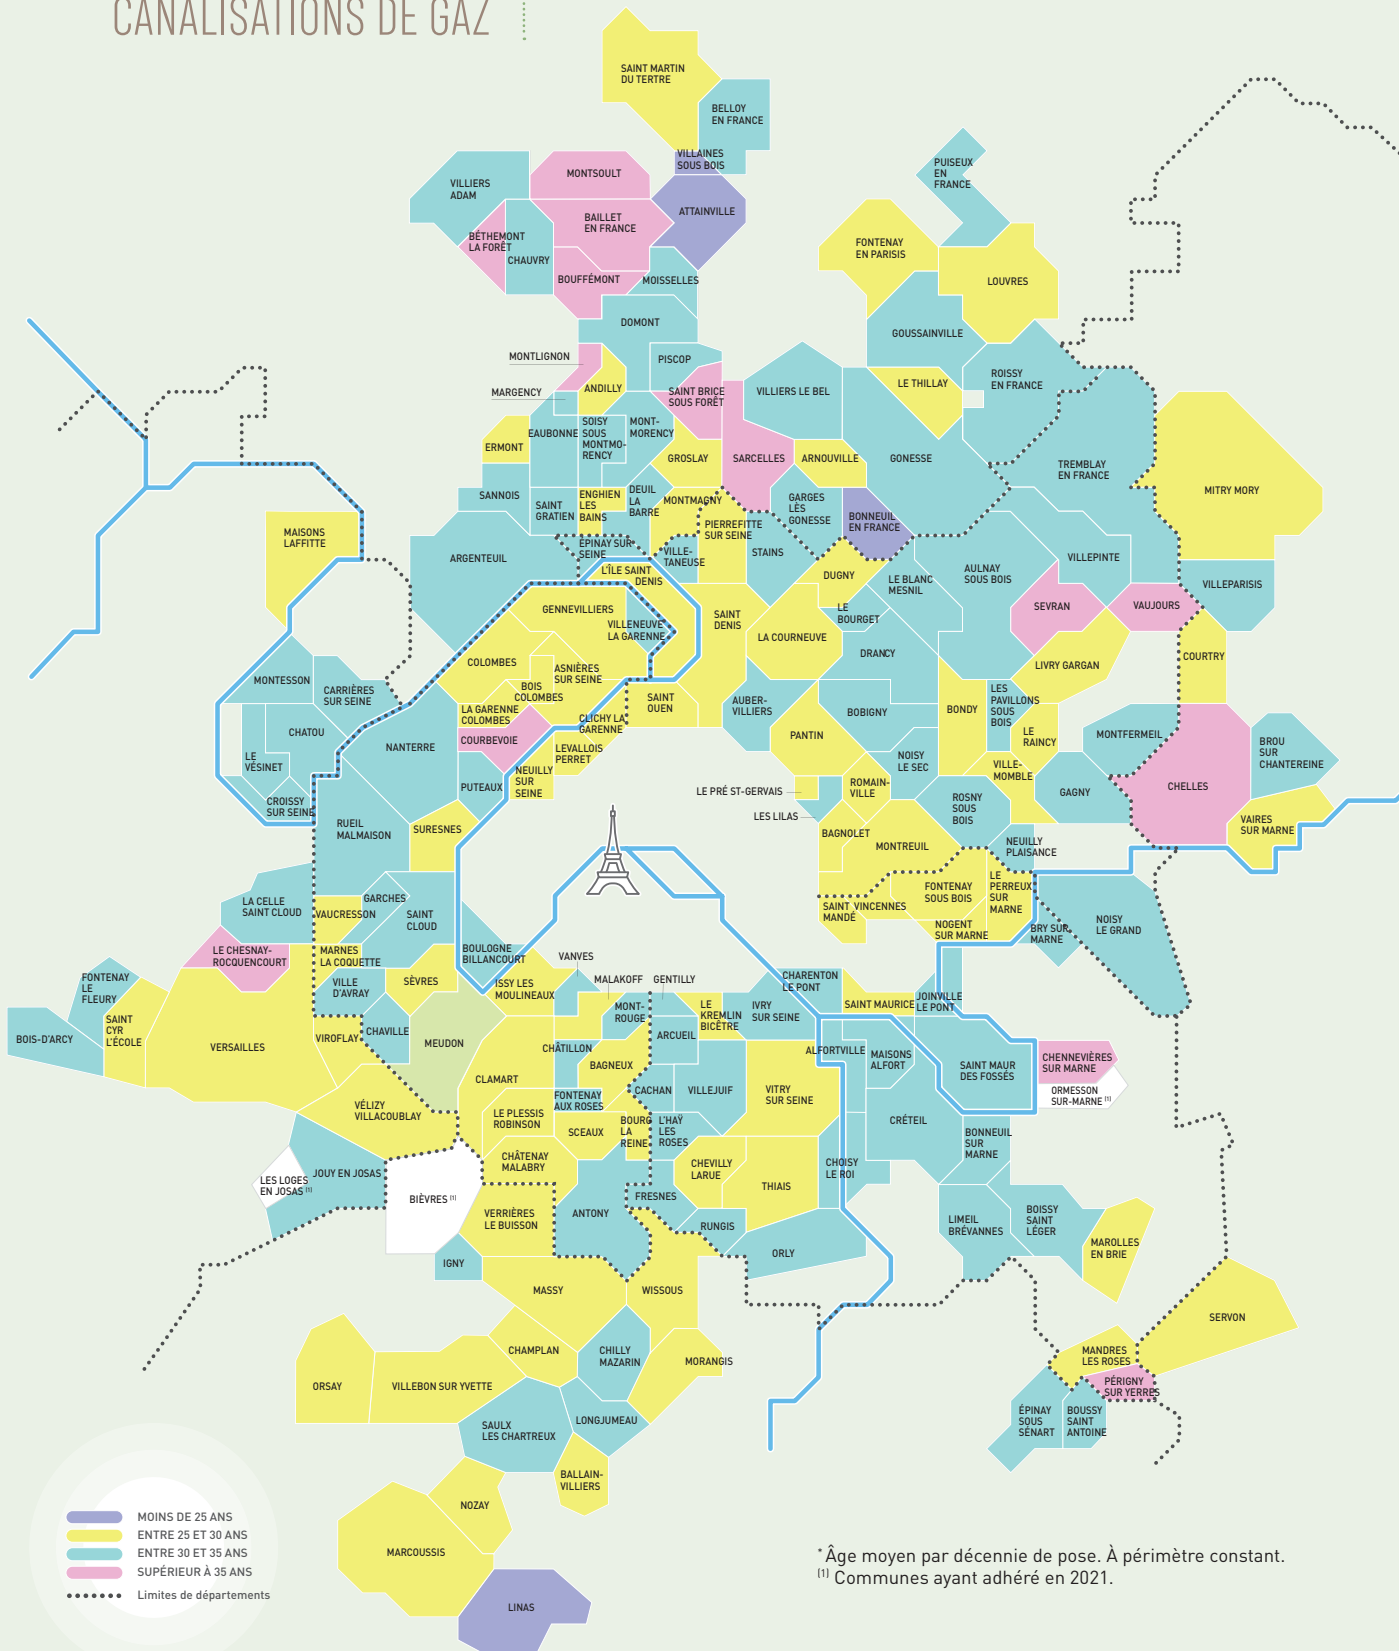 CANALISATIONS DE GAZ
SAINT MARTIN
DU TERTRE
BELLOY
EN FRANCE
VILLAINES
SOUS BOIS
MONTSOULT
VILLIERS
ADAM
ATTAINVILLE
BAILLET
EN FRANCE
BÉTHEMONT
LA FORÊT
CHAUVRY
BOUFFÉMONT
MOISSELLES
PUISEUX
EN
FRANCE
FONTENAY
EN PARISIS
LOUVRES
DOMONT
GOUSSAINVILLE
MONTLIGNON
PISCOP
ROISSY
EN FRANCE
MARGENCY
ANDILLY
SAINT BRICE
SOUS FORÊT
VILLIERS LE BEL
LE THILLAY
EAUBONNE
SOISY
SOUS
MONTMO-
RENCY
MONT-
MORENCY
ERMONT
GROSLAY
SARCELLES
ARNOUVILLE
GONESSE
TREMBLAY
EN FRANCE
MITRY MORY
SANNOIS
SAINT
GRATIEN
ENGHIEN
LES
BAINS
DEUIL
LA
BARRE
MONTMAGNY
GARGES
LÈS
GONESSE
BONNEUIL
EN FRANCE
PIERREFITTE
SUR SEINE
MAISONS
LAFFITTE
ARGENTEUIL
ÉPINAY SUR
SEINE
VILLE-
TANEUSE
STAINS
VILLEPINTE
L'ÎLE SAINT
DENIS
DUGNY
LE BLANC
MESNIL
AULNAY
SOUS BOIS
VILLEPARISIS
GENNEVILLIERS
VILLENEUVE
LA GARENNE
SAINT
DENIS
LE
BOURGET
SEVRAN
VAUJOURS
LA COURNEUVE
DRANCY
COLOMBES
ASNIÈRES
SUR SEINE
LIVRY GARGAN
COURTRY
MONTESSON
CARRIÈRES
SUR SEINE
BOIS
COLOMBES
SAINT
OUEN
AUBER-
VILLIERS
BOBIGNY
BONDY
LES
PAVILLONS
SOUS
BOIS
LA GARENNE
COLOMBES
CLICHY LA
GARENNE
CHATOU
NANTERRE
COURBEVOIE
LEVALLOIS
PERRET
PANTIN
NOISY
LE SEC
LE
RAINCY
MONTFERMEIL
BROU
SUR
CHANTEREINE
LE
VÉSINET
PUTEAUX
NEUILLY
SUR
SEINE
LE PRÉ ST-GERVAIS
ROMAIN-
VILLE
VILLE-
MOMBLE
GAGNY
CHELLES
CROISSY
SUR SEINE
LES LILAS
ROSNY
SOUS
BOIS
RUEIL
MALMAISON
SURESNES
BAGNOLET
MONTREUIL
NEUILLY
PLAISANCE
VAIRES
SUR MARNE
LE
PERREUX
SUR
MARNE
LA CELLE
SAINT CLOUD
GARCHES
VAUCRESSON
SAINT
CLOUD
SAINT
MANDÉ
VINCENNES
FONTENAY
SOUS BOIS
NOGENT
SUR MARNE
BRY SUR
MARNE
NOISY
LE GRAND
LE CHESNAY-
ROCQUENCOURT
MARNES
LA COQUETTE
BOULOGNE
BILLANCOURT
VANVES
FONTENAY
LE
FLEURY
VILLE
D'AVRAY
SÈVRES
ISSY LES
MOULINEAUX
MALAKOFF
GENTILLY
CHARENTON
LE PONT
SAINT
CYR
L'ÉCOLE
MONT-
ROUGE
LE
KREMLIN
BICÊTRE
IVRY
SUR SEINE
SAINT MAURICE
JOINVILLE
LE PONT
BOIS-D'ARCY
VERSAILLES
VIROFLAY
CHAVILLE
MEUDON
CHÂTILLON
ARCUEIL
ALFORTVILLE
MAISONS
ALFORT
SAINT MAUR
DES FOSSÉS
CHENNEVIÈRES
SUR MARNE
BAGNEUX
CLAMART
FONTENAY
AUX ROSES
CACHAN
VILLEJUIF
VITRY
SUR SEINE
ORMESSON
SUR-MARNE (1)
VÉLIZY
VILLACOUBLAY
LE PLESSIS
ROBINSON
SCEAUX
BOURG
LA
REINE
L'HAŸ
LES
ROSES
CRÉTEIL
BONNEUIL
SUR
MARNE
CHÂTENAY
MALABRY
JOUY EN JOSAS
LES LOGES
EN JOSAS (1)
BIÈVRES (1)
CHEVILLY
LARUE
THIAIS
CHOISY
LE ROI
FRESNES
VERRIÈRES
LE BUISSON
ANTONY
RUNGIS
ORLY
LIMEIL
BRÉVANNES
BOISSY
SAINT
LÉGER
MAROLLES
EN BRIE
IGNY
MASSY
WISSOUS
SERVON
CHAMPLAN
CHILLY
MAZARIN
MORANGIS
MANDRES
LES ROSES
ORSAY
VILLEBON SUR YVETTE
PÉRIGNY
SUR YERRES
SAULX
LES CHARTREUX
LONGJUMEAU
ÉPINAY
SOUS
SÉNART
BOUSSY
SAINT
ANTOINE
BALLAIN-
VILLIERS
NOZAY
MARCOUSSIS
LINAS
MOINS DE 25 ANS
ENTRE 25 ET 30 ANS
ENTRE 30 ET 35 ANS
SUPÉRIEUR À 35 ANS
Limites de départements
* Âge moyen par décennie de pose. À périmètre constant.
(1) Communes ayant adhéré en 2021.